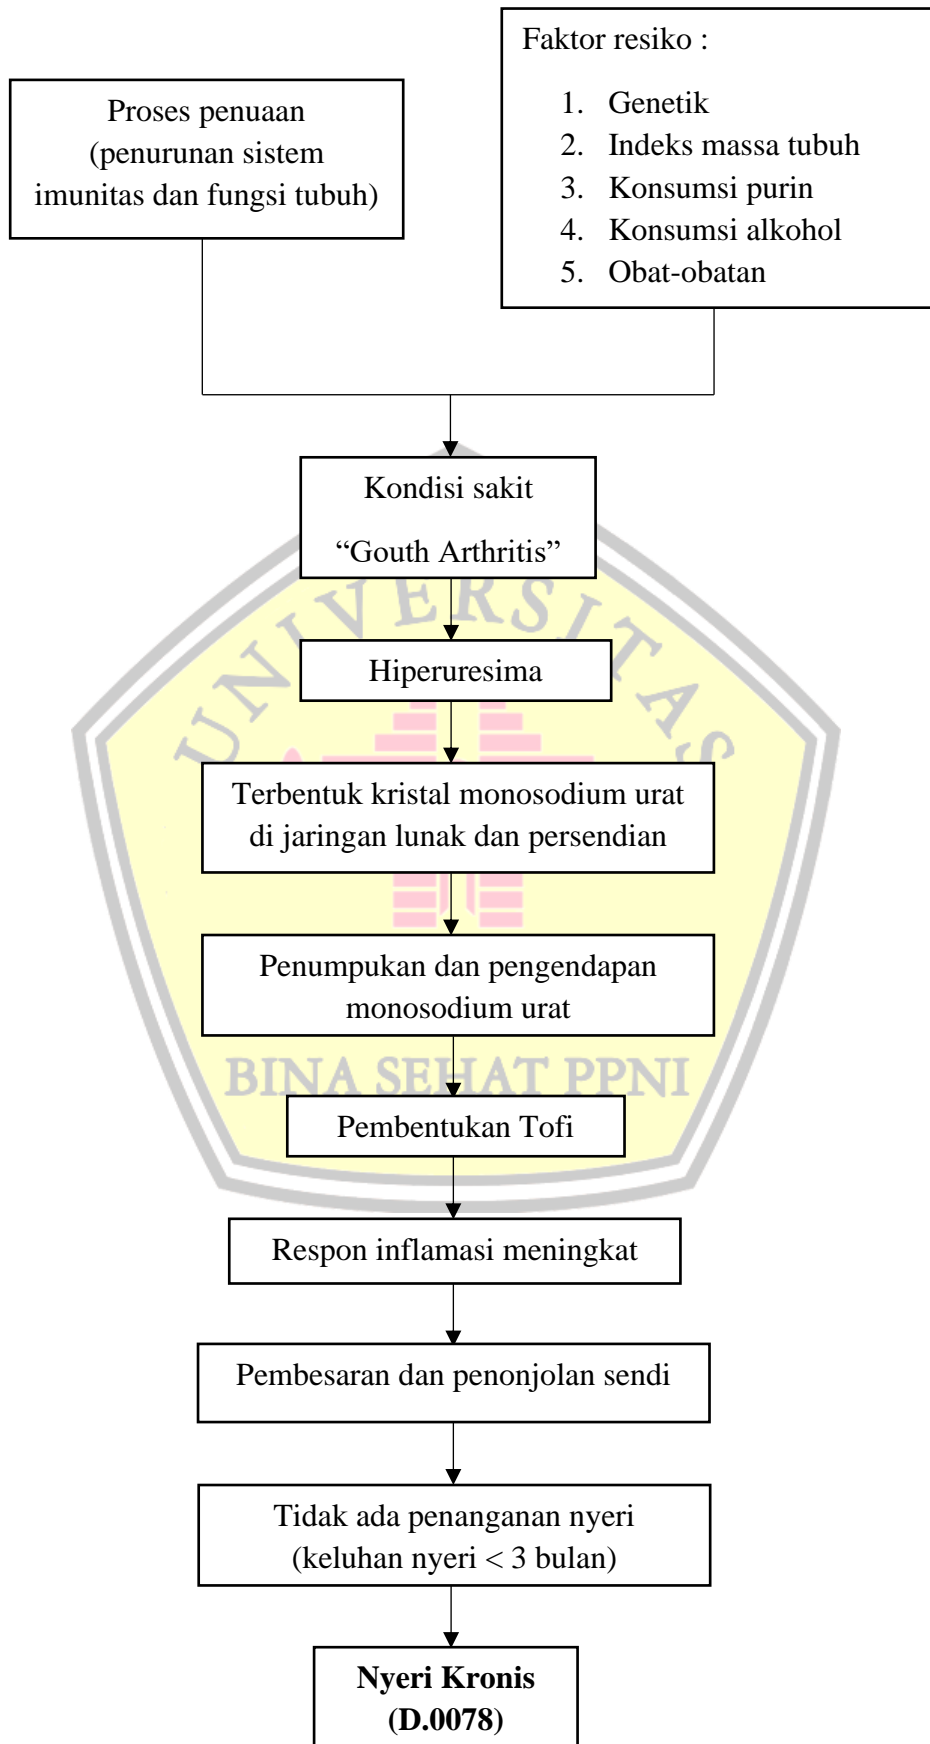 Proses penuaan
(penurunan sistem
imunitas dan fungsi tubuh)
Faktor resiko :
1. Genetik
2. Indeks massa tubuh
3. Konsumsi purin
4. Konsumsi alkohol
5. Obat-obatan
Kondisi sakit
“Gouth Arthritis”
UNIVERSITAS
Hiperuresima
Terbentuk kristal monosodium urat
di jaringan lunak dan persendian
Penumpukan dan pengendapan
monosodium urat
BINA SEHAT PPNI
Pembentukan Tofi
Respon inflamasi meningkat
Pembesaran dan penonjolan sendi
Tidak ada penanganan nyeri
(keluhan nyeri < 3 bulan)
Nyeri Kronis
(D.0078)